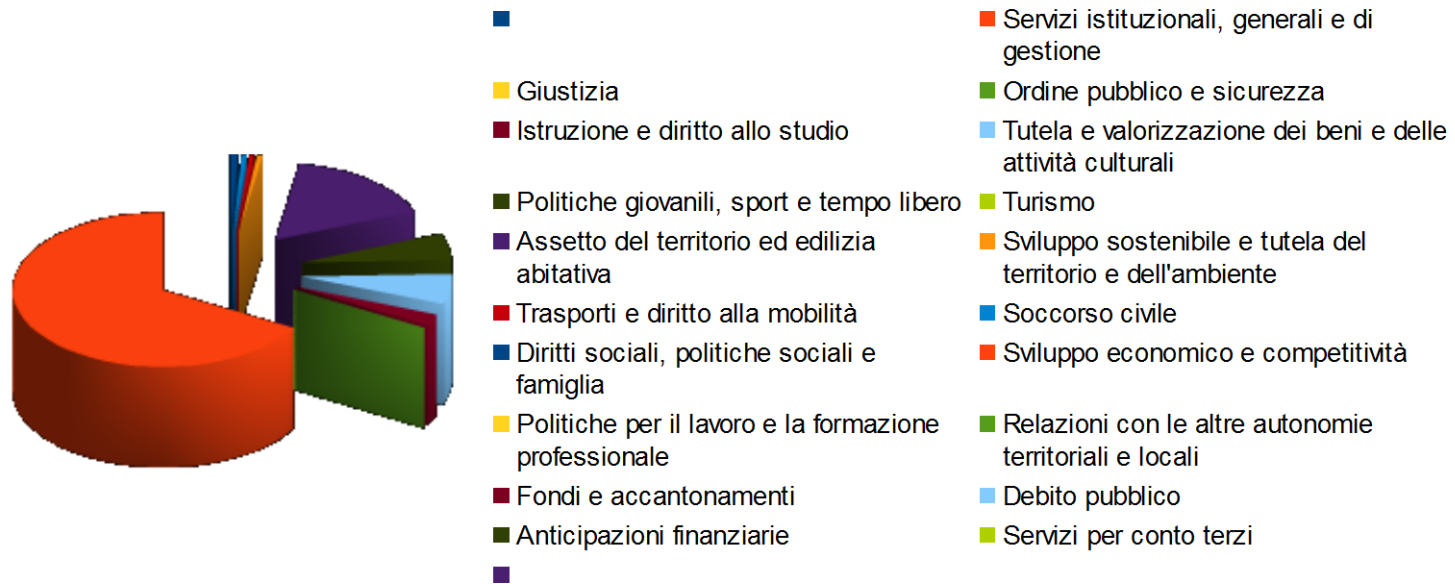 Servizi istituzionali, generali e di
gestione
Giustizia
Ordine pubblico e sicurezza
Istruzione e diritto allo studio
Tutela e valorizzazione dei beni e delle
attività culturali
Politiche giovanili, sport e tempo libero
Turismo
Assetto del territorio ed edilizia
abitativa
Sviluppo sostenibile e tutela del
territorio e dell'ambiente
Trasporti e diritto alla mobilità
Soccorso civile
Diritti sociali, politiche sociali e
famiglia
Sviluppo economico e competitività
Politiche per il lavoro e la formazione
professionale
Relazioni con le altre autonomie
territoriali e locali
Fondi e accantonamenti
Debito pubblico
Anticipazioni finanziarie
Servizi per conto terzi